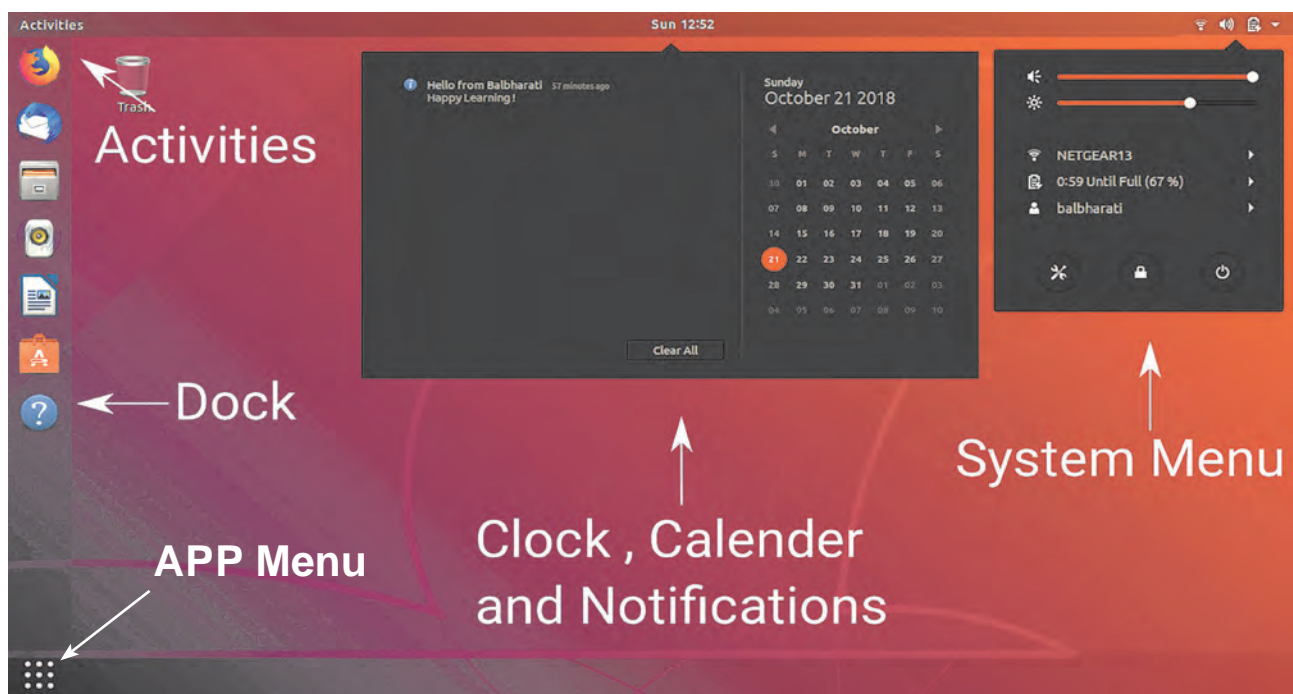 Activities
Sun 12:52
Trash
Activities
Hello from Balbharati 57 minutes ago
Happy Learning !
Clear All
Sunday
October 21 2018
October
S M T W T F S
30 01 02 03 04 05 06
07 08 09 10 11 12 13
14 15 16 17 18 19 20
21 22 23 24 25 26 27
28 29 30 31 01 02 03
04 05 06 07 08 09 10
NETGEAR13
0:59 Until Full (67 %)
balbharati
Dock
System Menu
Clock , Calender
and Notifications
APP Menu